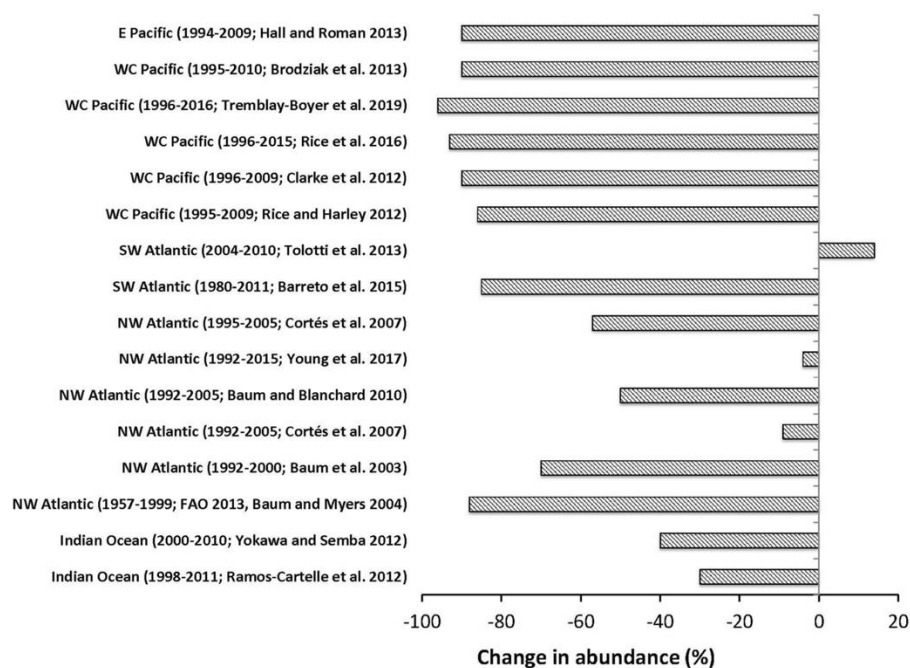 E Pacific (1994-2009; Hall and Roman 2013)
WC Pacific (1995-2010; Brodziak et al. 2013)
WC Pacific (1996-2016; Tremblay-Boyer et al. 2019)
WC Pacific (1996-2015; Rice et al. 2016)
WC Pacific (1996-2009; Clarke et al. 2012)
WC Pacific (1995-2009; Rice and Harley 2012)
SW Atlantic (2004-2010; Tolotti et al. 2013)
SW Atlantic (1980-2011; Barreto et al. 2015)
NW Atlantic (1995-2005; Cortés et al. 2007)
NW Atlantic (1992-2015; Young et al. 2017)
NW Atlantic (1992-2005; Baum and Blanchard 2010)
NW Atlantic (1992-2005; Cortés et al. 2007)
NW Atlantic (1992-2000; Baum et al. 2003)
NW Atlantic (1957-1999; FAO 2013, Baum and Myers 2004)
Indian Ocean (2000-2010; Yokawa and Semba 2012)
Indian Ocean (1998-2011; Ramos-Cartelle et al. 2012)
-100 -80 -60 -40 -20 0 20
Change in abundance (%)